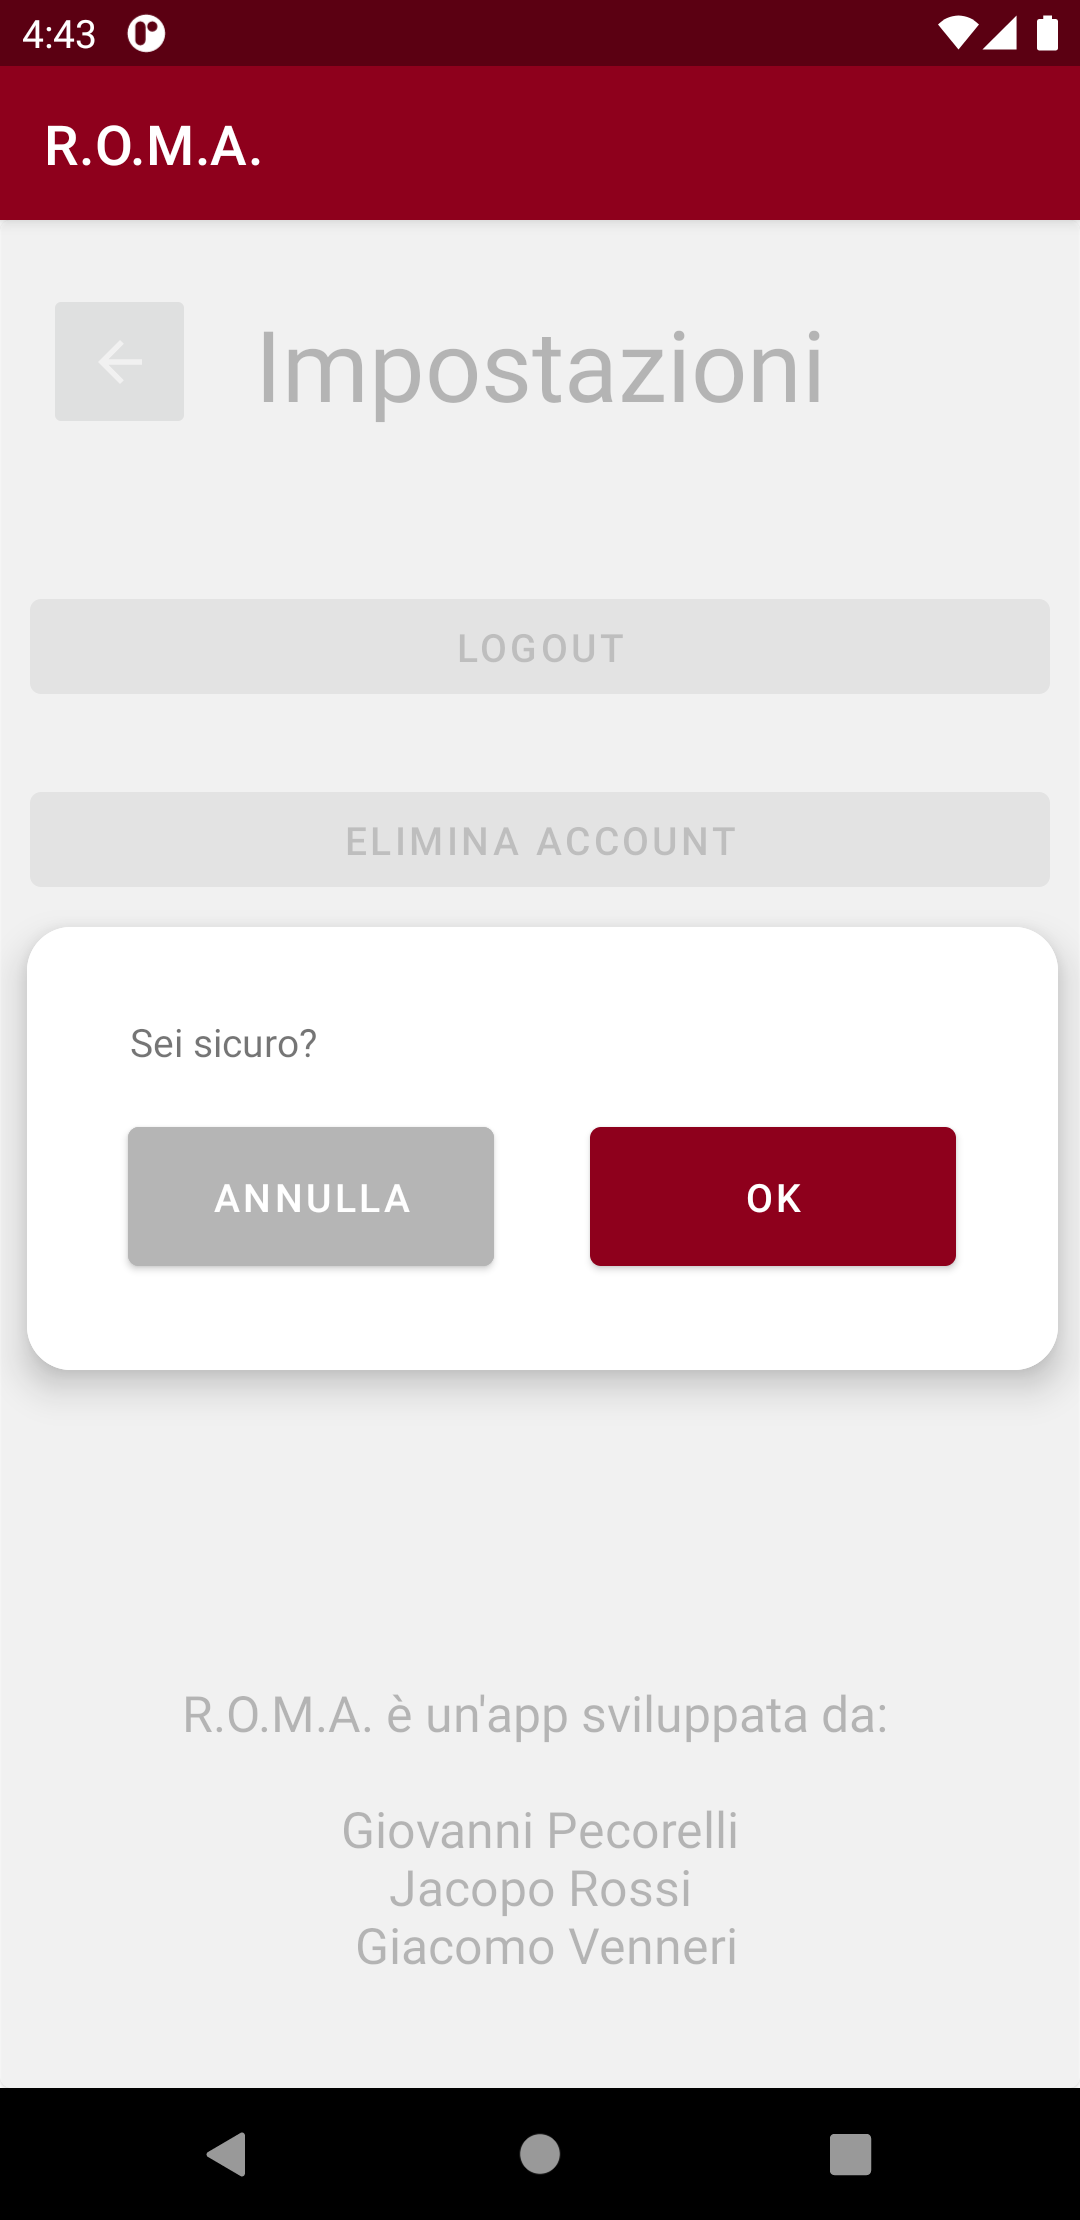 4:43
R.O.M.A.
Impostazioni
LOGOUT
ELIMINA ACCOUNT
Sei sicuro?
ANNULLA
OK
R.O.M.A. è un'app sviluppata da:
Giovanni Pecorelli
Jacopo Rossi
Giacomo Venneri